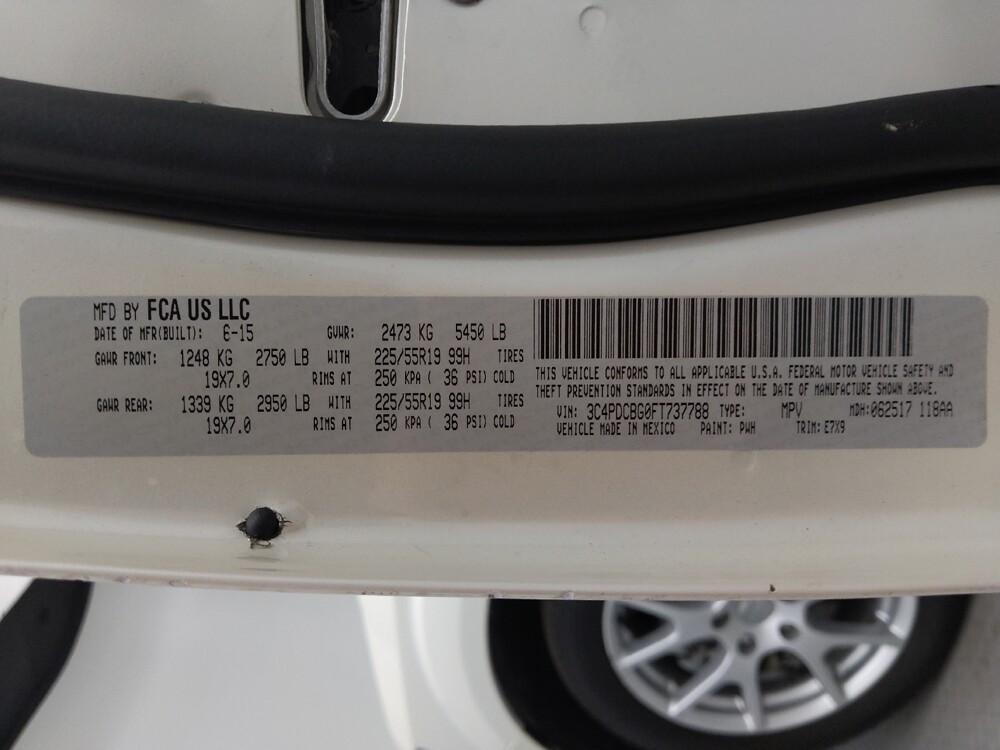 MFD BY FCA US LLC
DATE OF MFR(BUILT): 6-15 GVWR: 2473 KG 5450 LB
GAWR FRONT: 1248 KG 2750 LB WITH 225/55R19 99H TIRES
19X7.0 RIMS AT 250 KPA ( 36 PSI) COLD
GAWR REAR: 1339 KG 2950 LB WITH 225/55R19 99H TIRES
19X7.0 RIMS AT 250 KPA ( 36 PSI) COLD
THIS VEHICLE CONFORMS TO ALL APPLICABLE U.S.A. FEDERAL MOTOR VEHICLE SAFETY AND
THEFT PREVENTION STANDARDS IN EFFECT ON THE DATE OF MANUFACTURE SHOWN ABOVE.
VIN: 3C4PDCBG0FT737788 TYPE: MPV MDH: 062517 118AA
VEHICLE MADE IN MEXICO PAINT: PWH TRIM: E7X9